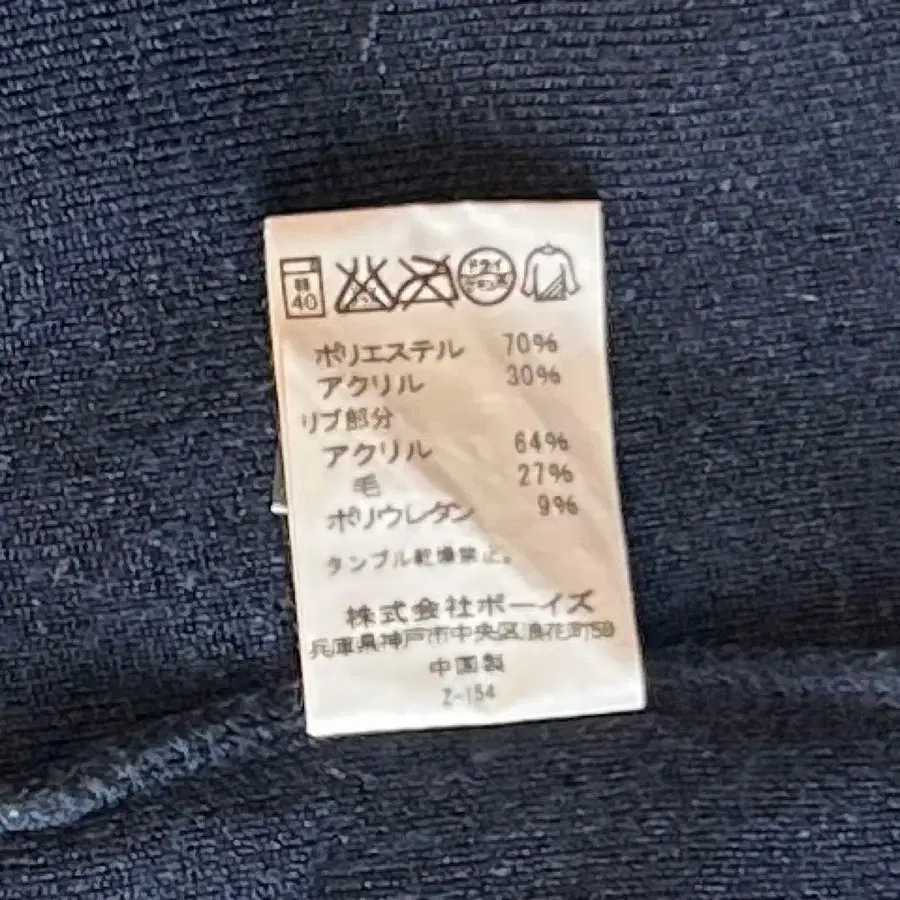 弱
40
ドライ
ポリエステル 70%
アクリル 30%
リブ部分
アクリル 64%
毛 27%
ポリウレタン 9%
タンブル乾燥禁止。
株式会社ボーイズ
兵庫県神戸市中央区浪花町59
中国製
Z-154